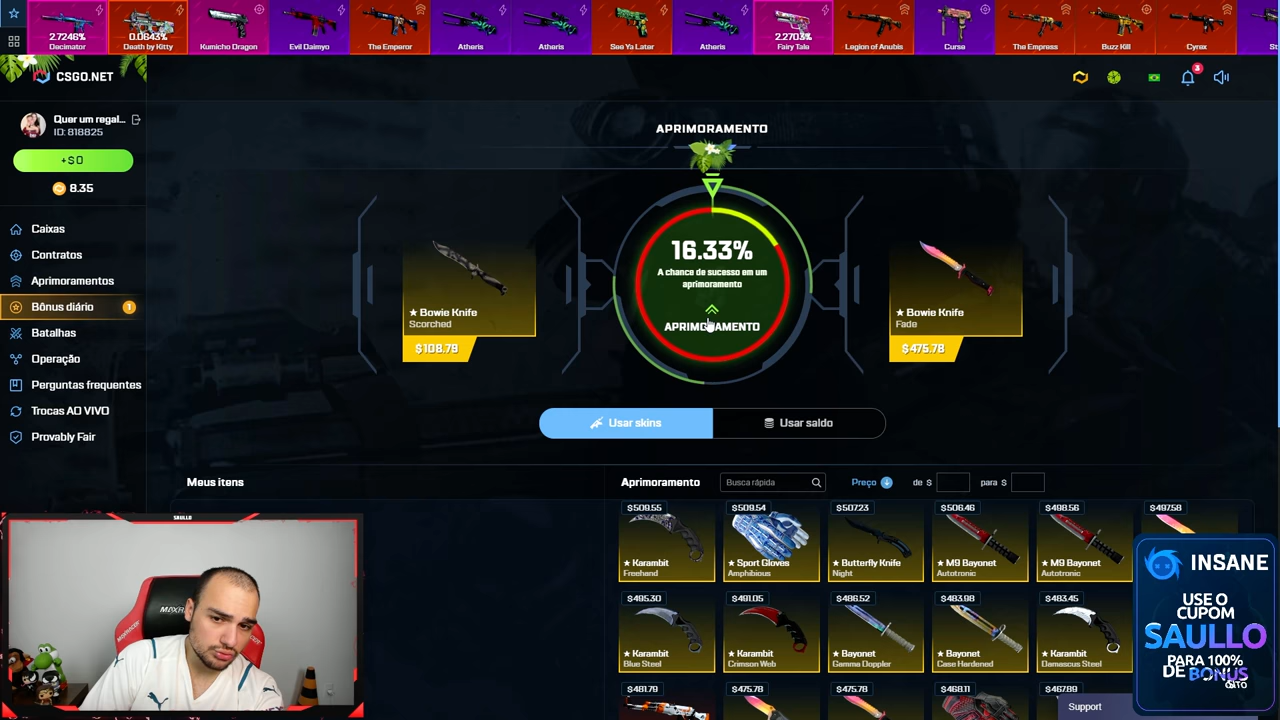 2.7246%
Decimator
0.0643%
Death by Kitty
Kumicho Dragon
Evil Daimyo
The Emperor
Atheris
Atheris
See Ya Later
Atheris
2.2703%
Fairy Tale
Legion of Anubis
Curse
The Empress
Buzz Kill
Cyrex
CSGO.NET
3
Quer um regal...
ID: 818825
+$ 0
8.35
Caixas
Contratos
Aprimoramentos
Bônus diário
1
Batalhas
Operação
Perguntas frequentes
Trocas AO VIVO
Provably Fair
APRIMORAMENTO
★ Bowie Knife
Scorched
$108.79
16.33%
A chance de sucesso em um
aprimoramento
APRIMORAMENTO
★ Bowie Knife
Fade
$475.78
Usar skins
Usar saldo
Meus itens
Aprimoramento
Busca rápida
Preço
de $
para $
$509.55
★ Karambit
Freehand
$509.54
★ Sport Gloves
Amphibious
$507.23
★ Butterfly Knife
Night
$506.46
★ M9 Bayonet
Autotronic
$498.56
★ M9 Bayonet
Autotronic
$497.58
$495.30
★ Karambit
Blue Steel
$491.05
★ Karambit
Crimson Web
$486.52
★ Bayonet
Gamma Doppler
$483.98
★ Bayonet
Case Hardened
$483.45
★ Karambit
Damascus Steel
$481.79
$475.78
$475.78
$468.11
$467.89
SAULLO
INSANE
USE O
CUPOM
SAULLO
PARA 100%
DE BONUS
Support